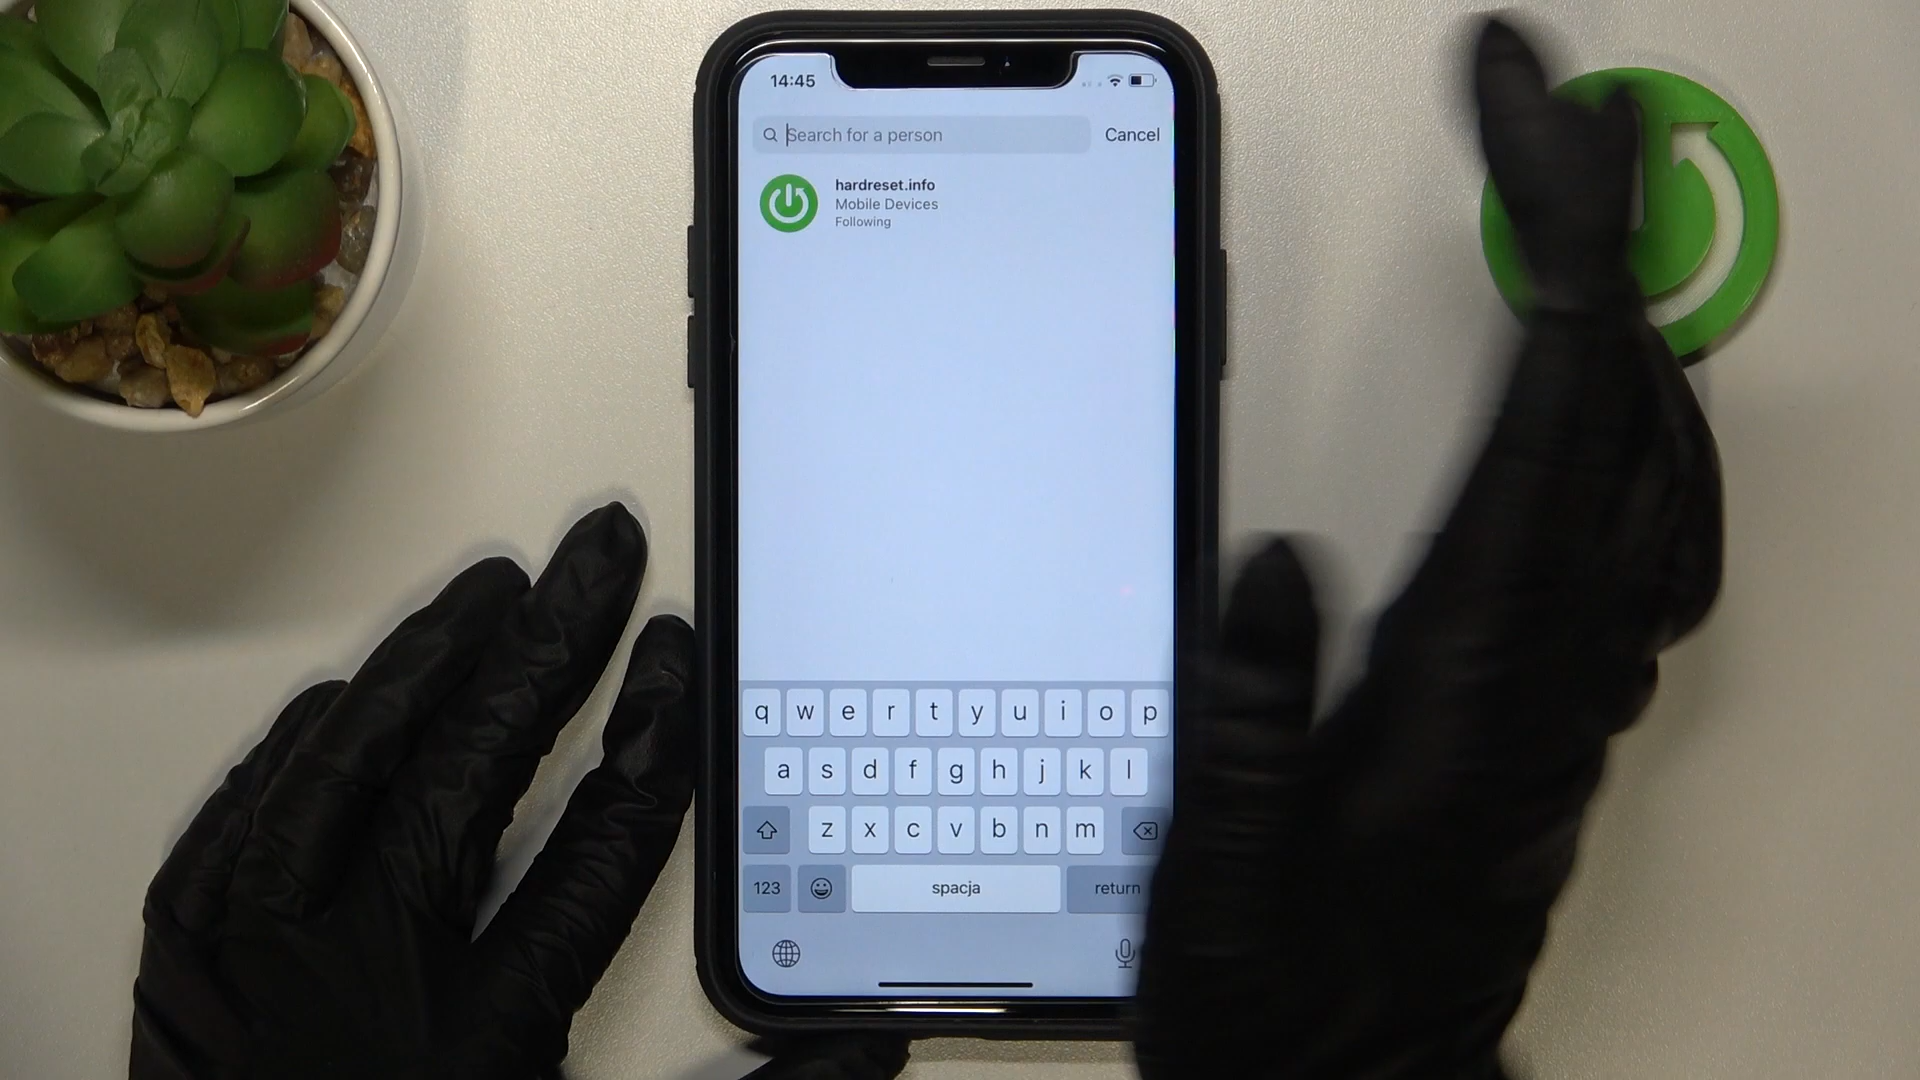 14:45
Search for a person
Cancel
hardreset.info
Mobile Devices
Following
q w e r t y u i o p
a s d f g h j k l
z x c v b n m
123
spacja
return